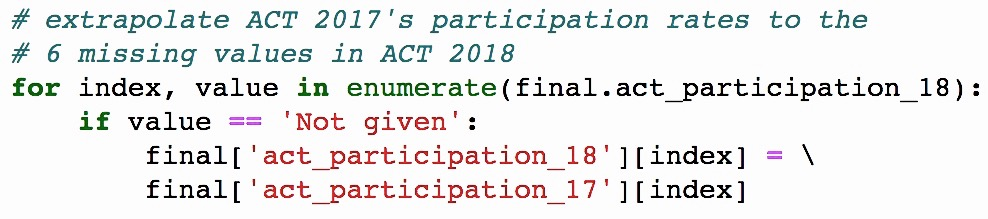 # extrapolate ACT 2017's participation rates to the
# 6 missing values in ACT 2018
for index, value in enumerate(final.act_participation_18):
    if value == 'Not given':
        final['act_participation_18'][index] = \
        final['act_participation_17'][index]